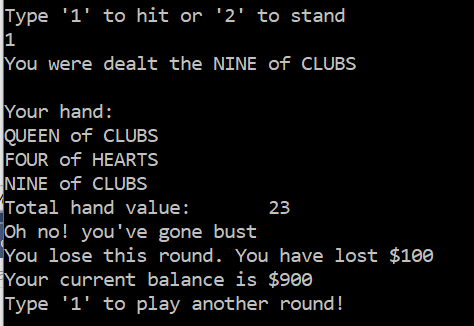 Type '1' to hit or '2' to stand
1
You were dealt the NINE of CLUBS
Your hand:
QUEEN of CLUBS
FOUR of HEARTS
NINE of CLUBS
Total hand value:       23
Oh no! you've gone bust
You lose this round. You have lost $100
Your current balance is $900
Type '1' to play another round!